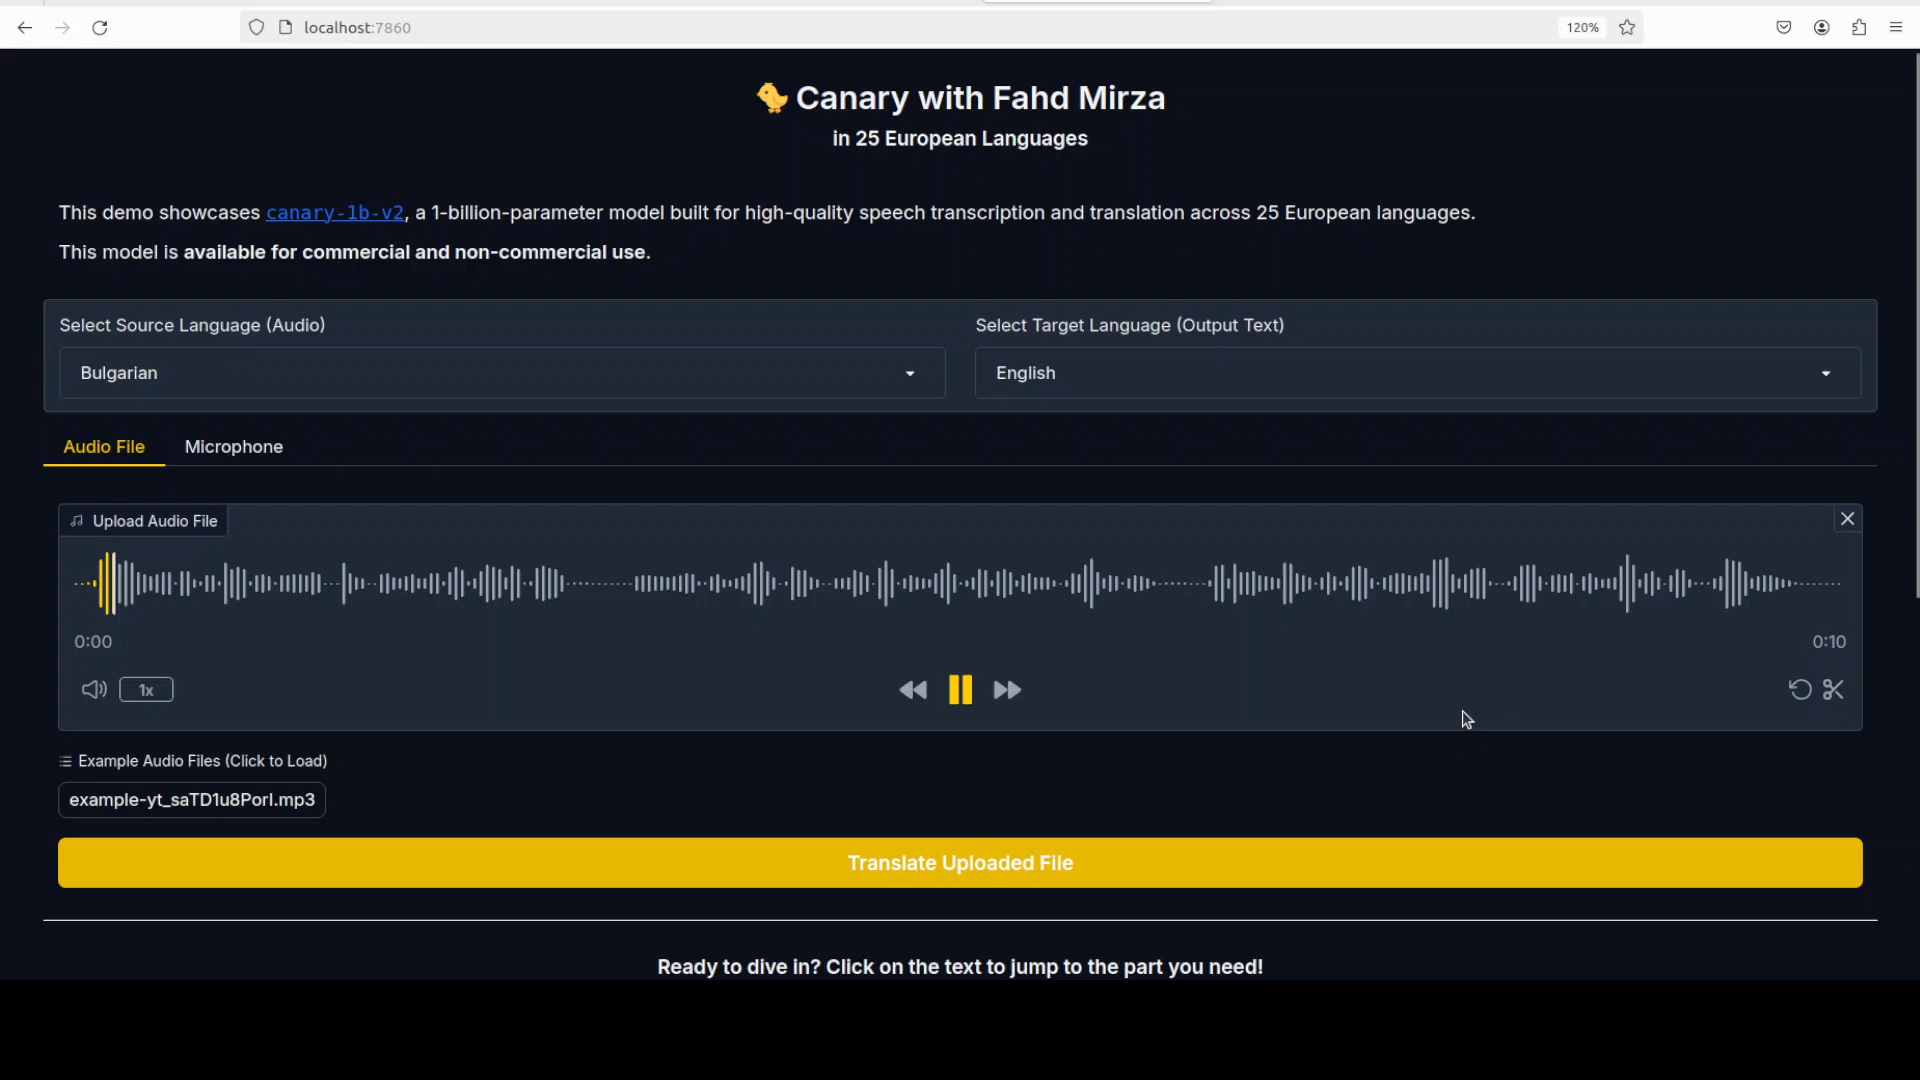 localhost:7860
120%
Canary with Fahd Mirza
in 25 European Languages
This demo showcases canary-1b-v2, a 1-billion-parameter model built for high-quality speech transcription and translation across 25 European languages.
This model is available for commercial and non-commercial use.
Select Source Language (Audio)
Select Target Language (Output Text)
Bulgarian
English
Audio File
Microphone
Upload Audio File
0:00
0:10
1x
Example Audio Files (Click to Load)
example-yt_saTD1u8PorI.mp3
Translate Uploaded File
Ready to dive in? Click on the text to jump to the part you need!